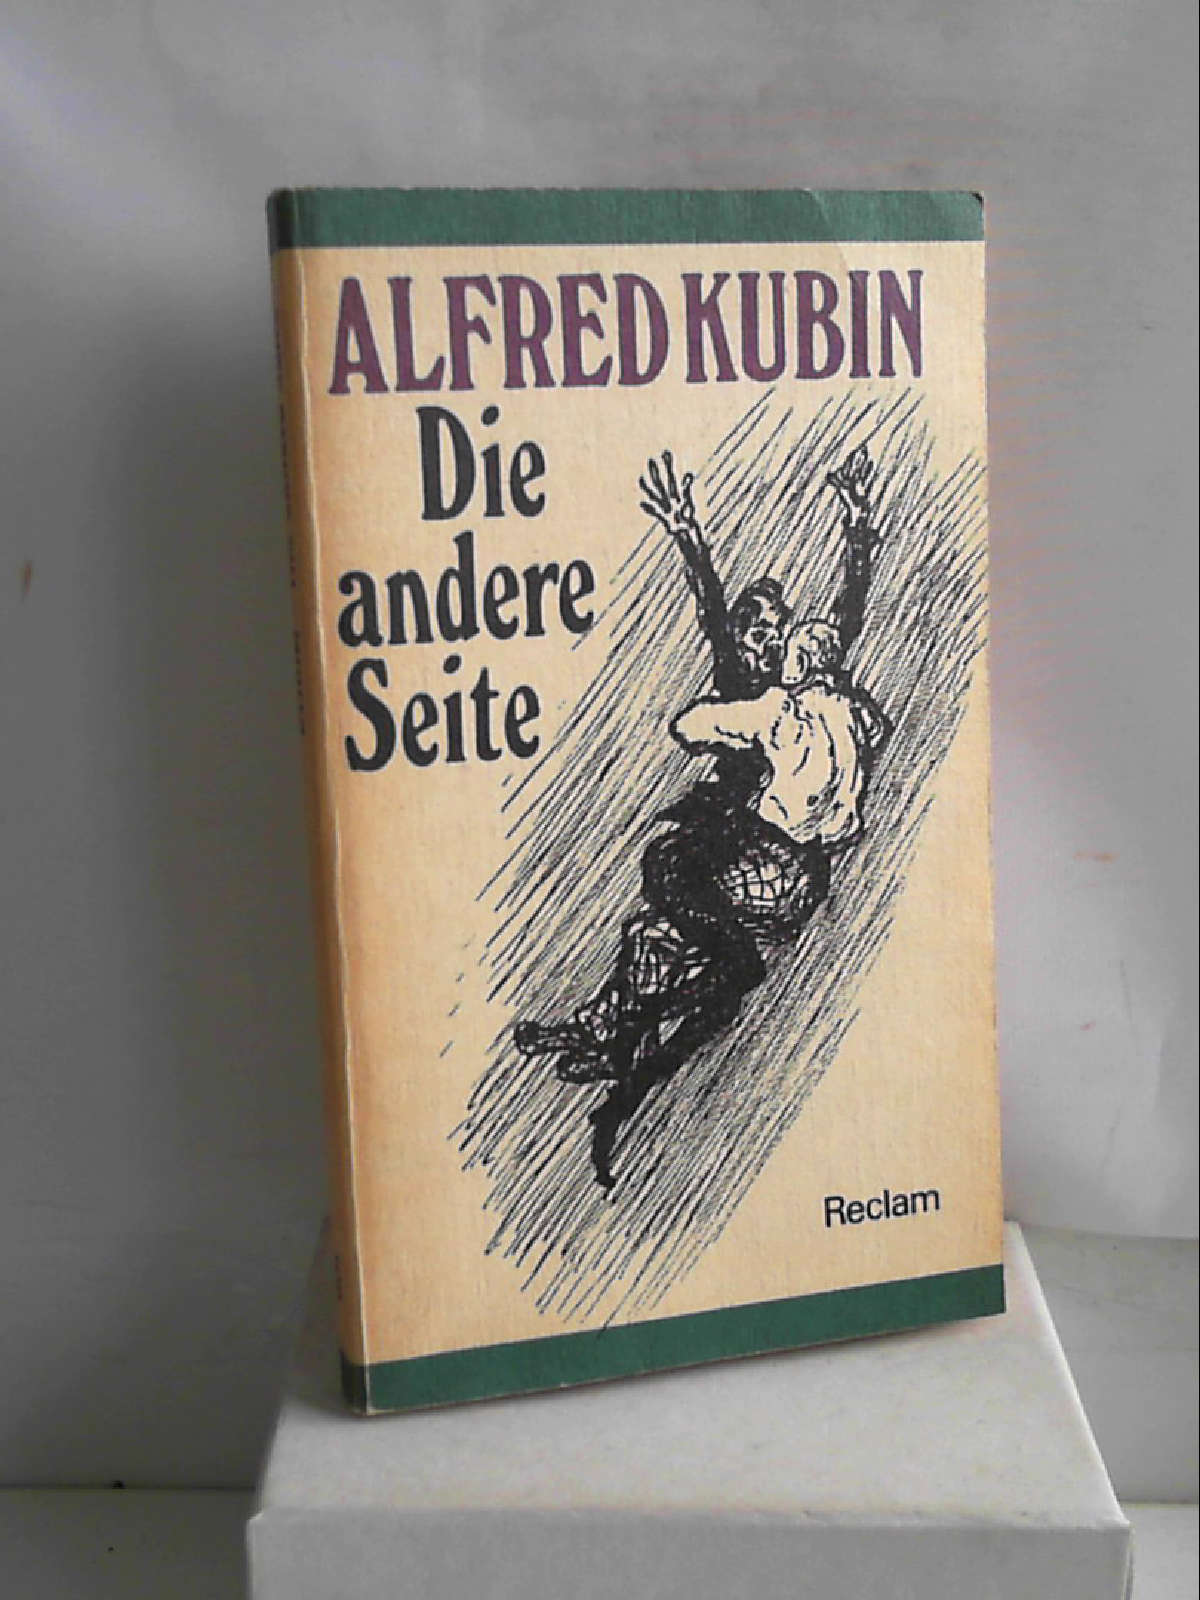 ALFRED KUBIN
Die
andere
Seite
Reclam